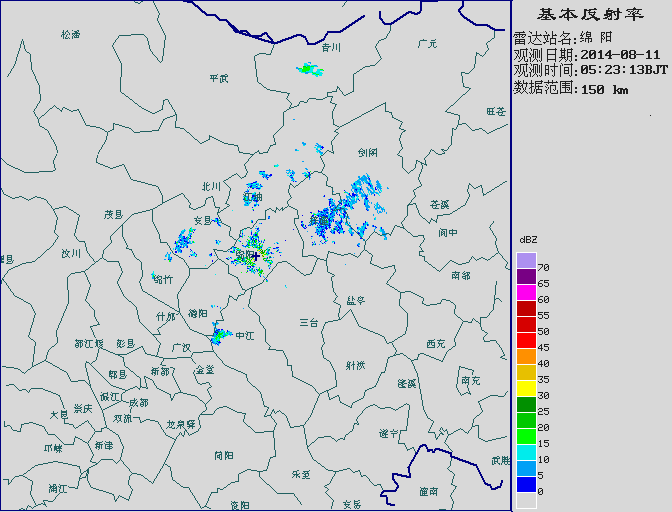 基本反射率
雷达站名:绵 阳
观测日期:2014-08-11
观测时间:05:23:13BJT
数据范围:150 km
松潘
青川
广元
平武
旺苍
剑阁
北川
江油
苍溪
茂县
安县
阆中
汶川
绵竹
南部
盐亭
什邡
德阳
三台
中江
彭县
广汉
西充
郫县
新都
金堂
射洪
蓬溪
南充
温江
成都
崇庆
大邑
双流
龙泉驿
遂宁
邛崃
新津
简阳
武胜
蒲江
乐至
潼南
资阳
安岳
dBZ
70
65
60
55
50
45
40
35
30
25
20
15
10
5
0